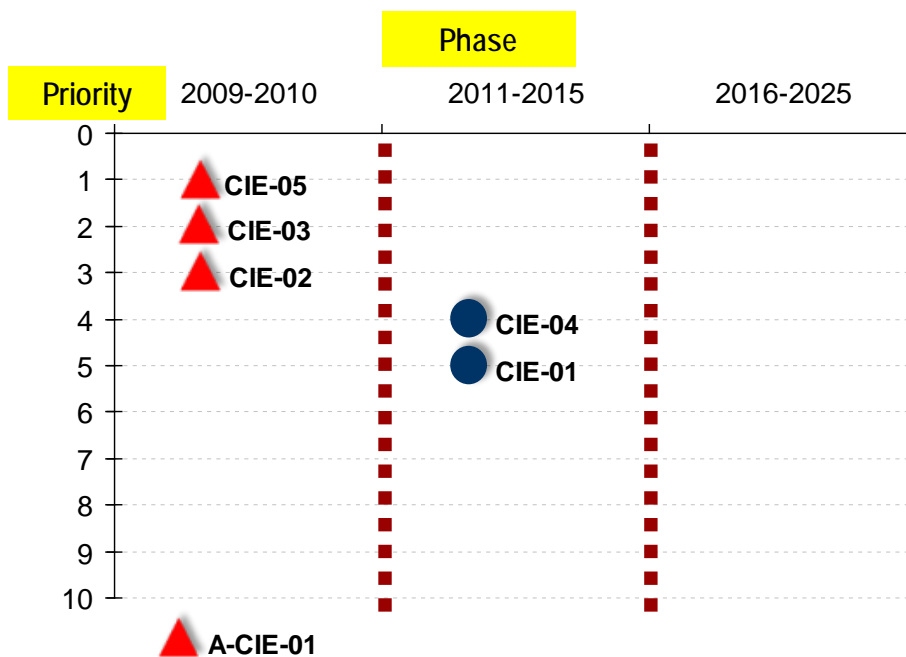 Phase
Priority 2009-2010 2011-2015 2016-2025
0
1 CIE-05
2 CIE-03
3 CIE-02
4 CIE-04
5 CIE-01
6
7
8
9
10
A-CIE-01